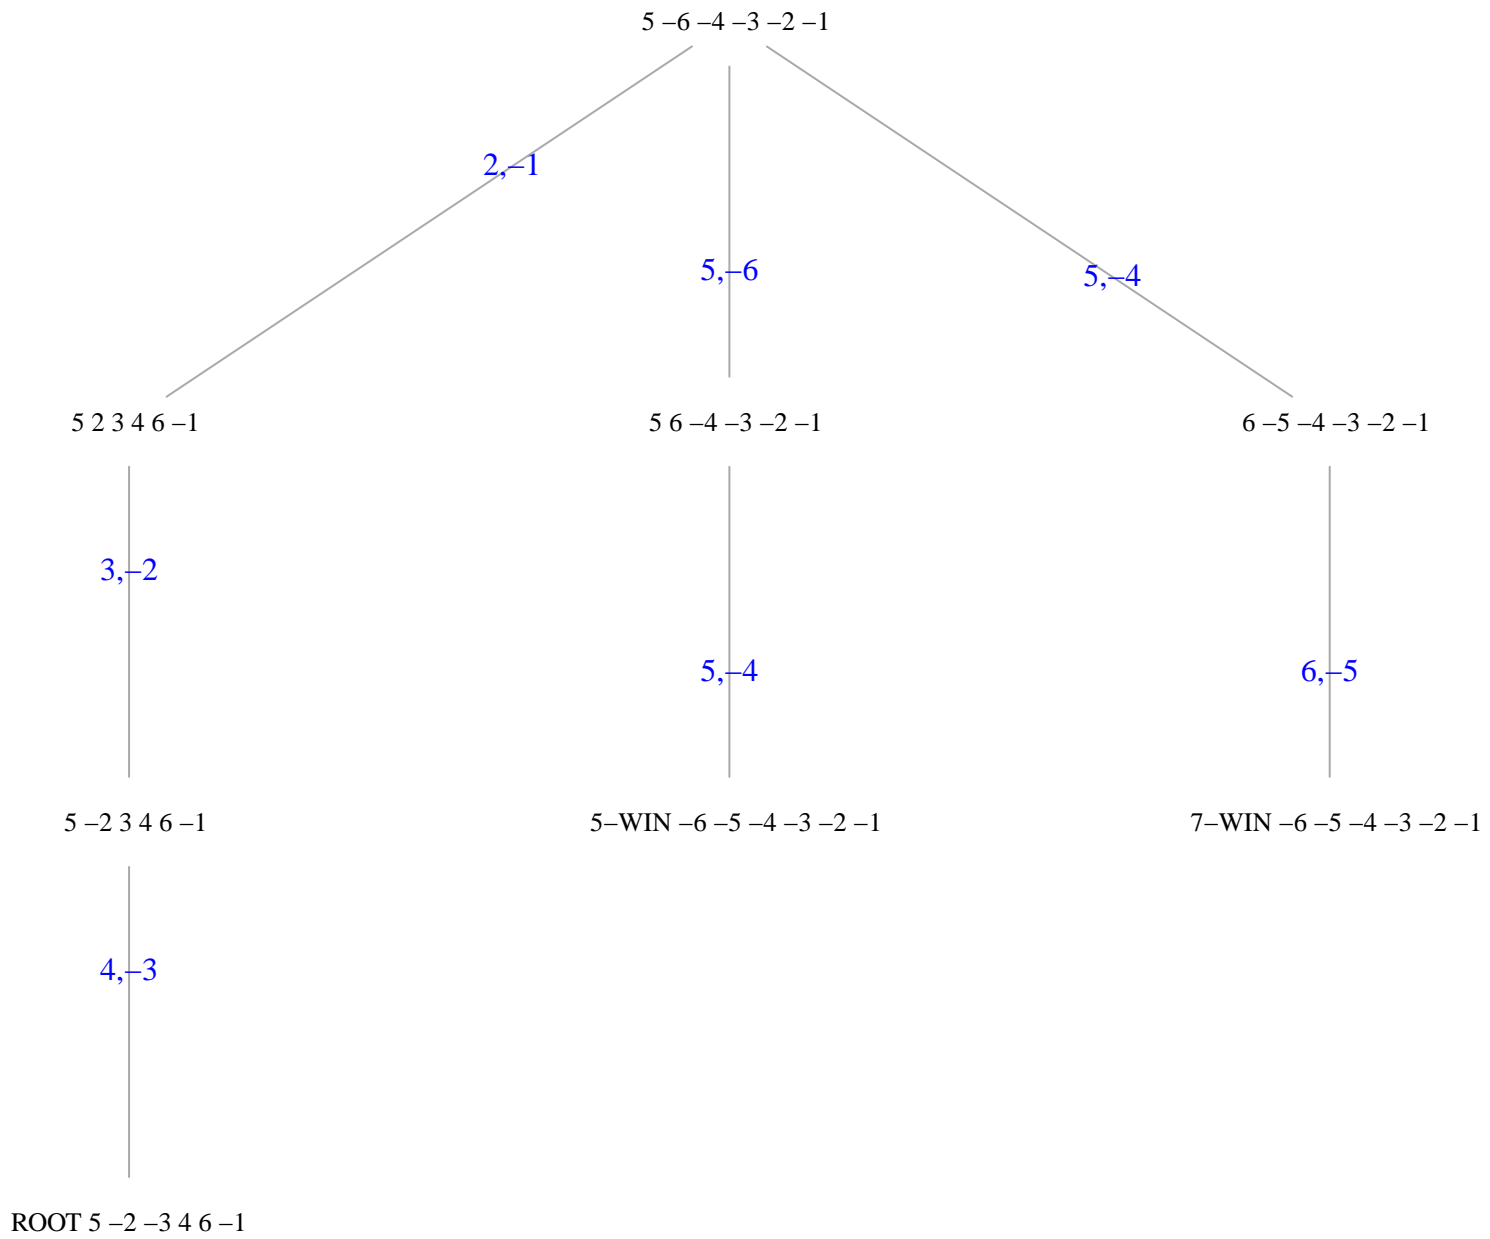 5 –6 –4 –3 –2 –1
2,–1
5,–6
5,–4
5 2 3 4 6 –1
5 6 –4 –3 –2 –1
6 –5 –4 –3 –2 –1
3,–2
5,–4
6,–5
5 –2 3 4 6 –1
5–WIN –6 –5 –4 –3 –2 –1
7–WIN –6 –5 –4 –3 –2 –1
4,–3
ROOT 5 –2 –3 4 6 –1